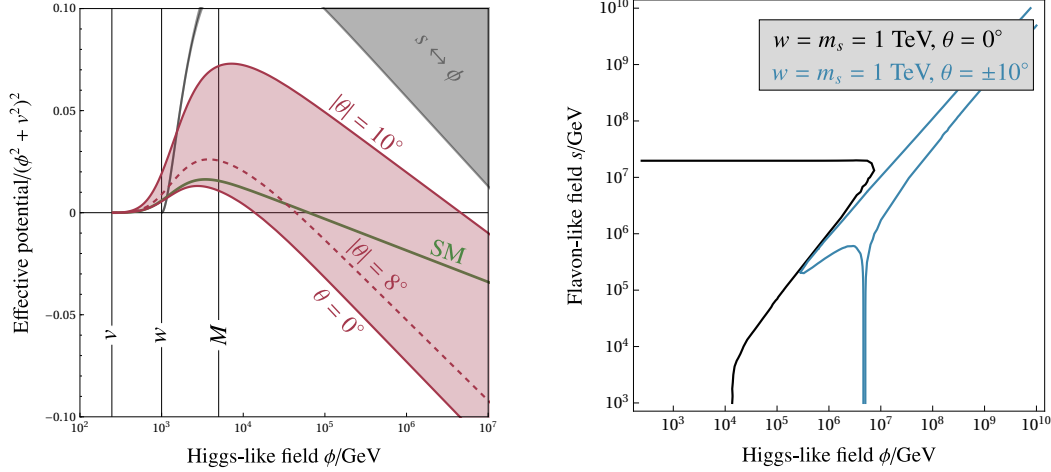 Effective potential/(ϕ² + v²)²
0.10
0.05
0
−0.05
−0.10
s ↔ ϕ
|θ| = 10°
SM
|θ| = 8°
θ = 0°
v
w
M
10²
10³
10⁴
10⁵
10⁶
10⁷
Higgs-like field ϕ/GeV
Flavon-like field s/GeV
10¹⁰
10⁹
10⁸
10⁷
10⁶
10⁵
10⁴
10³
w = mₛ = 1 TeV, θ = 0°
w = mₛ = 1 TeV, θ = ±10°
10³
10⁴
10⁵
10⁶
10⁷
10⁸
10⁹
10¹⁰
Higgs-like field ϕ/GeV